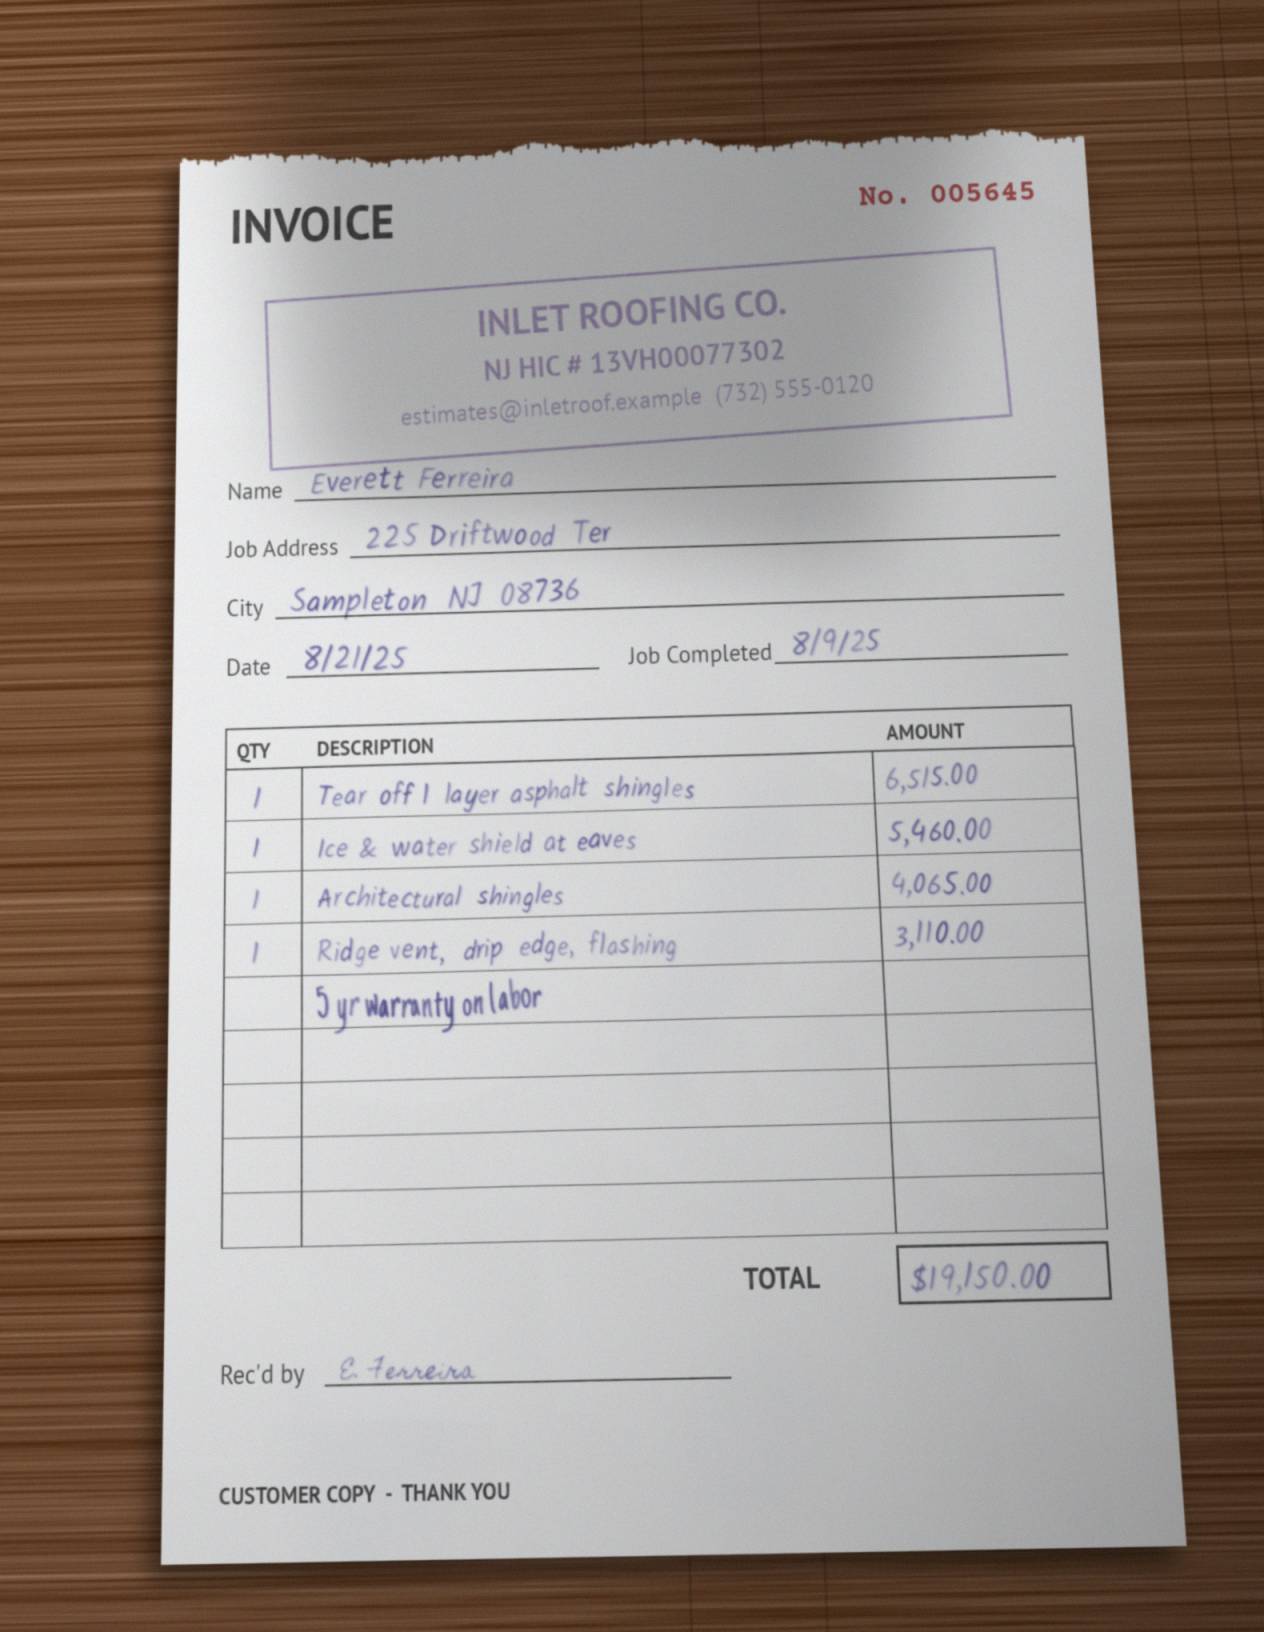 INVOICE
No. 005645
INLET ROOFING CO.
NJ HIC # 13VH00077302
estimates@inletroof.example (732) 555-0120
Name Everett Ferreira
Job Address 225 Driftwood Ter
City Sampleton NJ 08736
Date 8/21/25 Job Completed 8/9/25
QTY DESCRIPTION AMOUNT
1 Tear off 1 layer asphalt shingles 6,515.00
1 Ice & water shield at eaves 5,460.00
1 Architectural shingles 4,065.00
1 Ridge vent, drip edge, flashing 3,110.00
5 yr warranty on labor
TOTAL $19,150.00
Rec'd by E. Ferreira
CUSTOMER COPY - THANK YOU